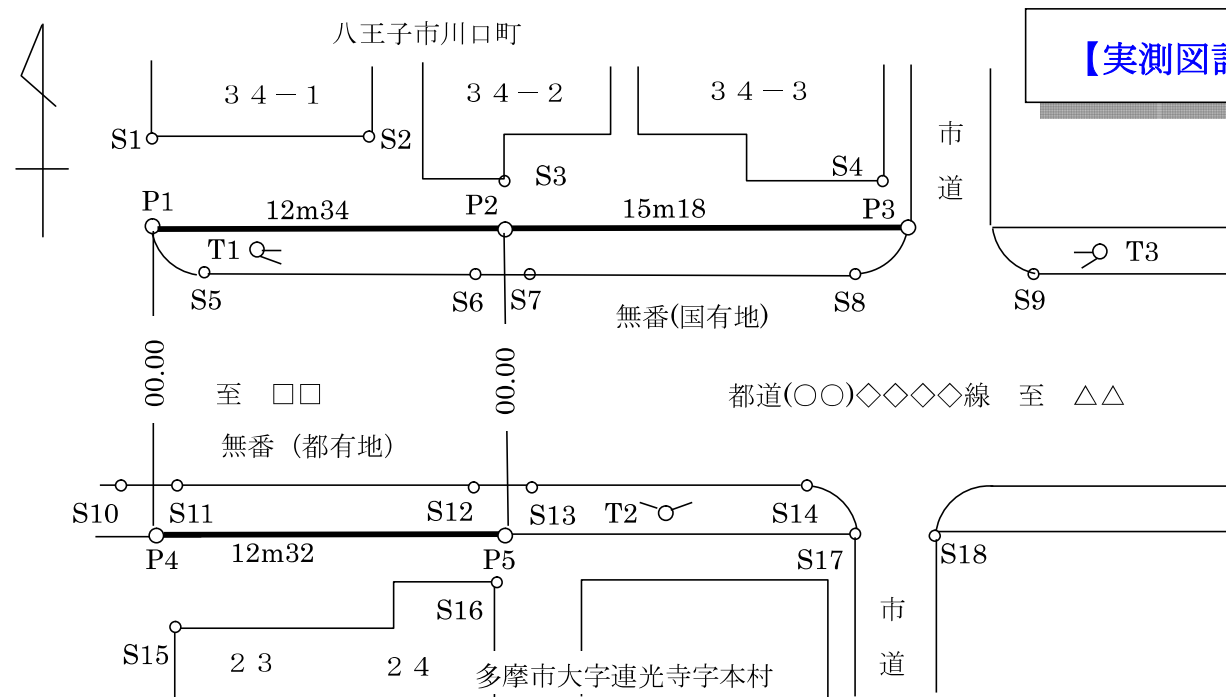 八王子市川口町
【実測図
３４－１
３４－２
３４－３
市道
S1
S2
S3
S4
P1
12m34
P2
15m18
P3
T1
T3
S5
S6
S7
S8
S9
無番(国有地)
00.00
00.00
至　□□
都道(○○)◇◇◇◇線　至　△△
無番（都有地）
S10
S11
S12
S13
T2
S14
P4
12m32
P5
S17
S18
S16
市道
S15
２３
２４
多摩市大字連光寺字本村